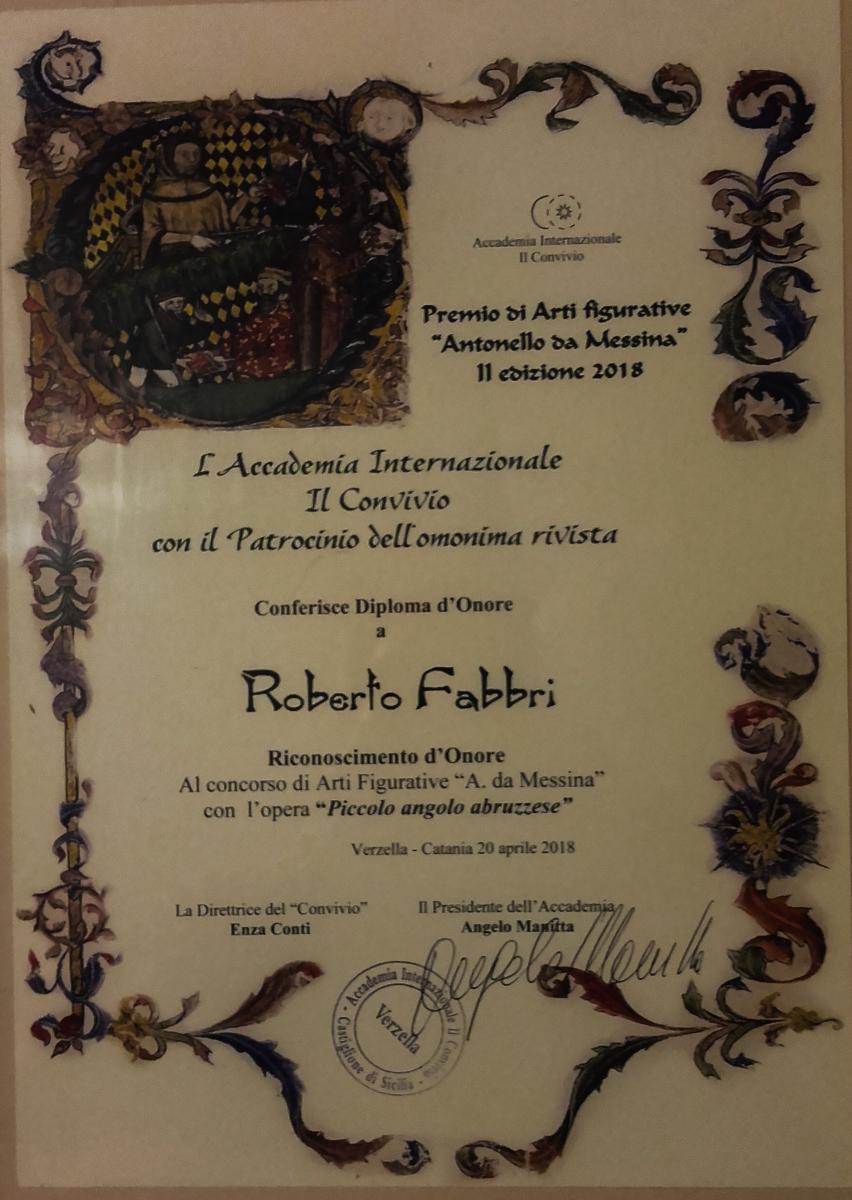 Accademia Internazionale
Il Convivio
Premio di Arti figurative
"Antonello da Messina"
II edizione 2018
L'Accademia Internazionale
Il Convivio
con il Patrocinio dell'omonima rivista
Conferisce Diploma d'Onore
a
Roberto Fabbri
Riconoscimento d'Onore
Al concorso di Arti Figurative "A. da Messina"
con l'opera "Piccolo angolo abruzzese"
Verzella - Catania 20 aprile 2018
La Direttrice del "Convivio"
Enza Conti
Il Presidente dell'Accademia
Angelo Manitta
Angelo Manitta
- Accademia Internazionale Il Convivio -
Castiglione di Sicilia
Verzella